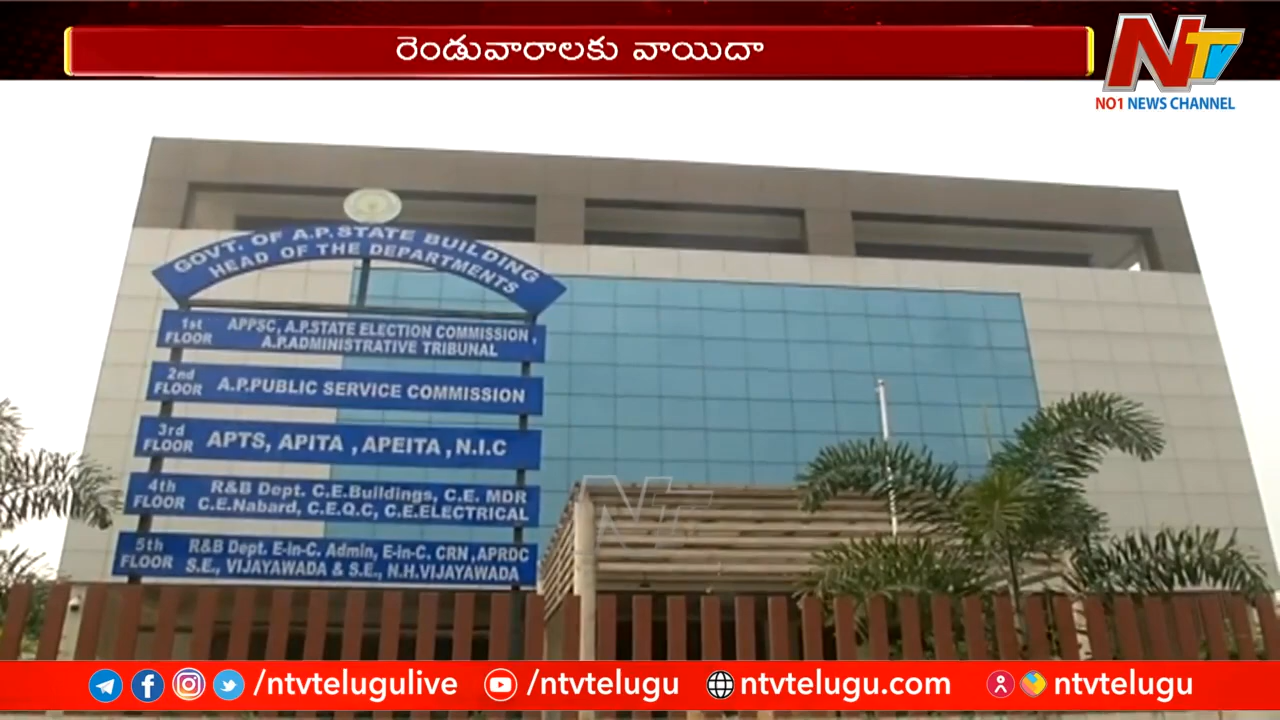 రెండువారాలకు వాయిదా
NTV
NO1 NEWS CHANNEL
GOVT. OF A.P.STATE BUILDING
HEAD OF THE DEPARTMENTS
1st FLOOR APPSC, A.P.STATE ELECTION COMMISSION,
A.P.ADMINISTRATIVE TRIBUNAL
2nd FLOOR A.P.PUBLIC SERVICE COMMISSION
3rd FLOOR APTS, APITA , APEITA , N.I.C
4th FLOOR R&B Dept. C.E.Buildings, C.E. MDR
C.E.Nabard, C.E.Q.C, C.E.ELECTRICAL
5th FLOOR R&B Dept. E-in-C. Admin, E-in-C. CRN , APRDC
S.E., VIJAYAWADA & S.E., N.H.VIJAYAWADA
NTV
/ntvtelugulive /ntvtelugu ntvtelugu.com ntvtelugu